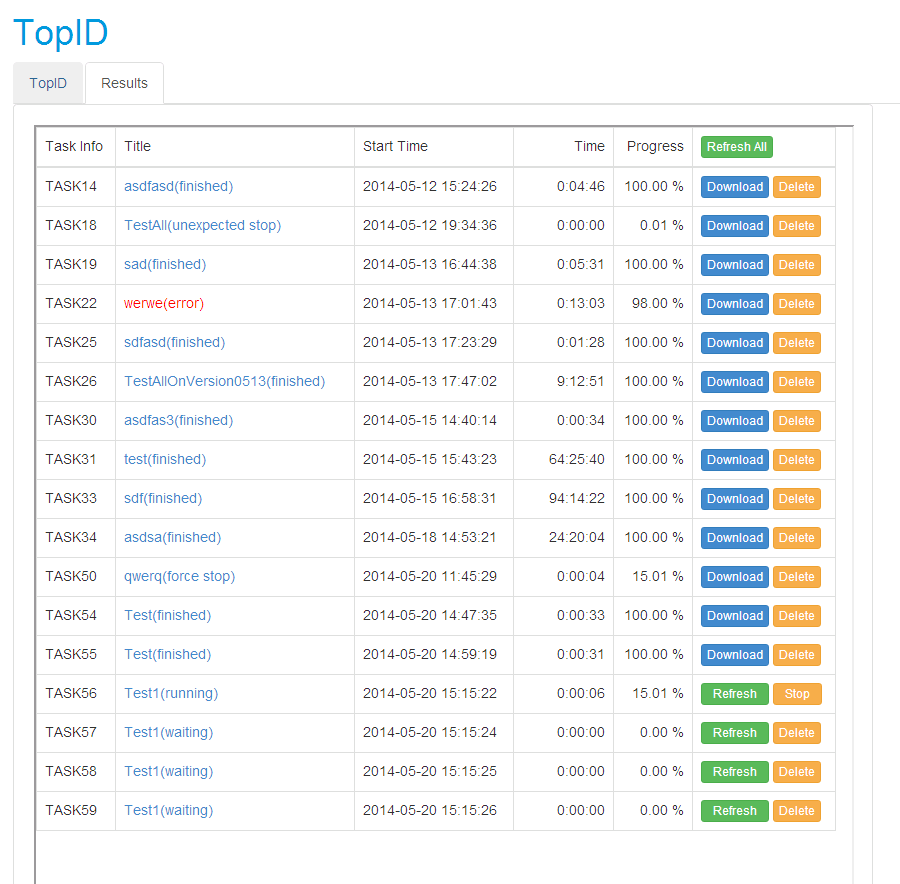 TopID
TopID Results
Task Info Title Start Time Time Progress Refresh All
TASK14 asdfasd(finished) 2014-05-12 15:24:26 0:04:46 100.00 % Download Delete
TASK18 TestAll(unexpected stop) 2014-05-12 19:34:36 0:00:00 0.01 % Download Delete
TASK19 sad(finished) 2014-05-13 16:44:38 0:05:31 100.00 % Download Delete
TASK22 werwe(error) 2014-05-13 17:01:43 0:13:03 98.00 % Download Delete
TASK25 sdfasd(finished) 2014-05-13 17:23:29 0:01:28 100.00 % Download Delete
TASK26 TestAllOnVersion0513(finished) 2014-05-13 17:47:02 9:12:51 100.00 % Download Delete
TASK30 asdfas3(finished) 2014-05-15 14:40:14 0:00:34 100.00 % Download Delete
TASK31 test(finished) 2014-05-15 15:43:23 64:25:40 100.00 % Download Delete
TASK33 sdf(finished) 2014-05-15 16:58:31 94:14:22 100.00 % Download Delete
TASK34 asdsa(finished) 2014-05-18 14:53:21 24:20:04 100.00 % Download Delete
TASK50 qwerq(force stop) 2014-05-20 11:45:29 0:00:04 15.01 % Download Delete
TASK54 Test(finished) 2014-05-20 14:47:35 0:00:33 100.00 % Download Delete
TASK55 Test(finished) 2014-05-20 14:59:19 0:00:31 100.00 % Download Delete
TASK56 Test1(running) 2014-05-20 15:15:22 0:00:06 15.01 % Refresh Stop
TASK57 Test1(waiting) 2014-05-20 15:15:24 0:00:00 0.00 % Refresh Delete
TASK58 Test1(waiting) 2014-05-20 15:15:25 0:00:00 0.00 % Refresh Delete
TASK59 Test1(waiting) 2014-05-20 15:15:26 0:00:00 0.00 % Refresh Delete